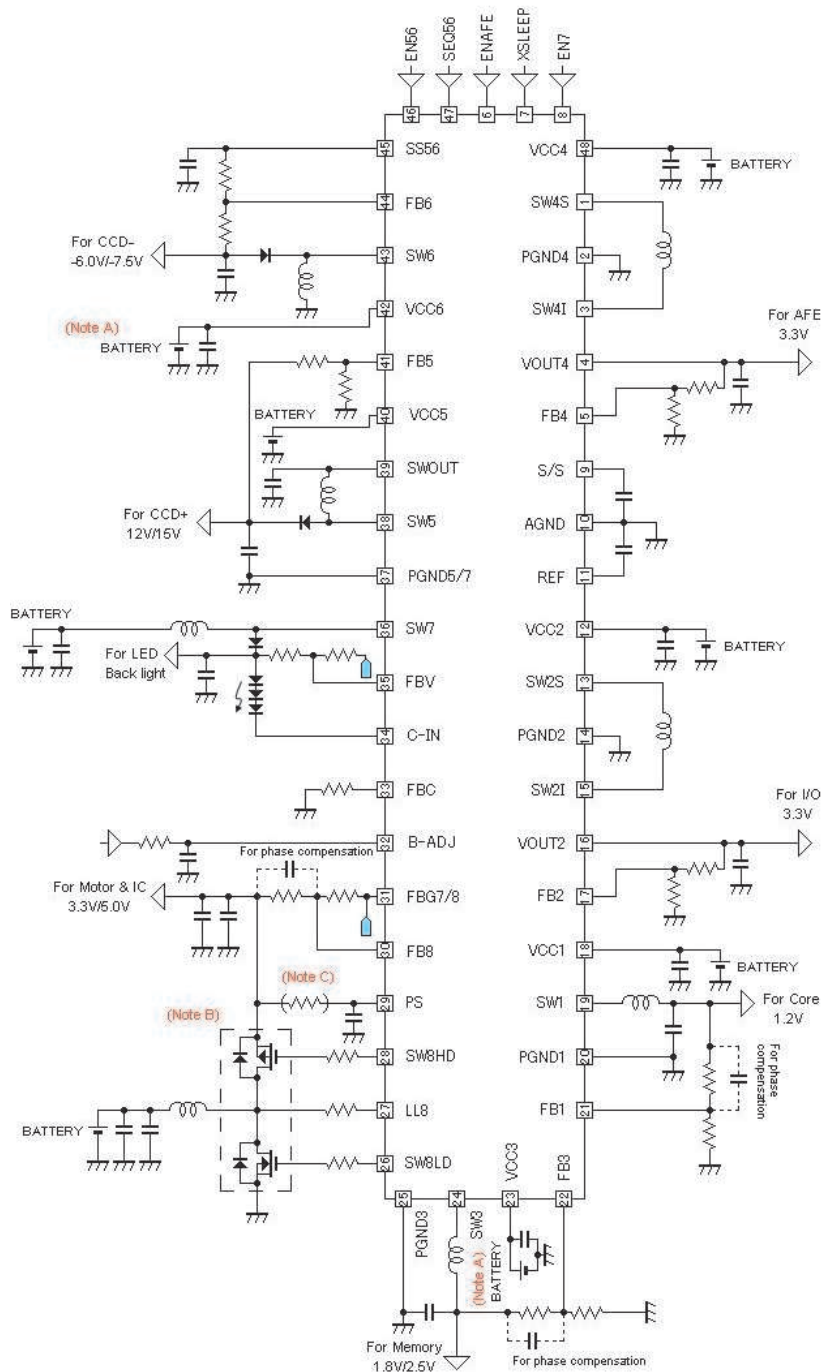 EN56
SEQ56
ENAFE
XSLEEP
EN7
46
47
6
7
8
45 SS56
44 FB6
For CCD-
-6.0V/-7.5V
43 SW6
42 VCC6
(Note A)
BATTERY
41 FB5
BATTERY
40 VCC5
39 SWOUT
For CCD+
12V/15V
38 SW5
37 PGND5/7
BATTERY
36 SW7
For LED
Back light
35 FBV
34 C-IN
33 FBC
32 B-ADJ
For phase compensation
For Motor & IC
3.3V/5.0V
31 FBG7/8
30 FB8
(Note C)
29 PS
(Note B)
28 SW8HD
27 LL8
BATTERY
26 SW8LD
VCC4 48
BATTERY
SW4S 1
PGND4 2
SW4I 3
For AFE
3.3V
VOUT4 4
FB4 5
S/S 9
AGND 10
REF 11
VCC2 12
BATTERY
SW2S 13
PGND2 14
SW2I 15
For I/O
3.3V
VOUT2 16
FB2 17
VCC1 18
BATTERY
SW1 19
For Core
1.2V
PGND1 20
For phase
compensation
FB1 21
25
24
23
22
PGND3
SW3
VCC3
FB3
(Note A)
BATTERY
For Memory
1.8V/2.5V
For phase compensation